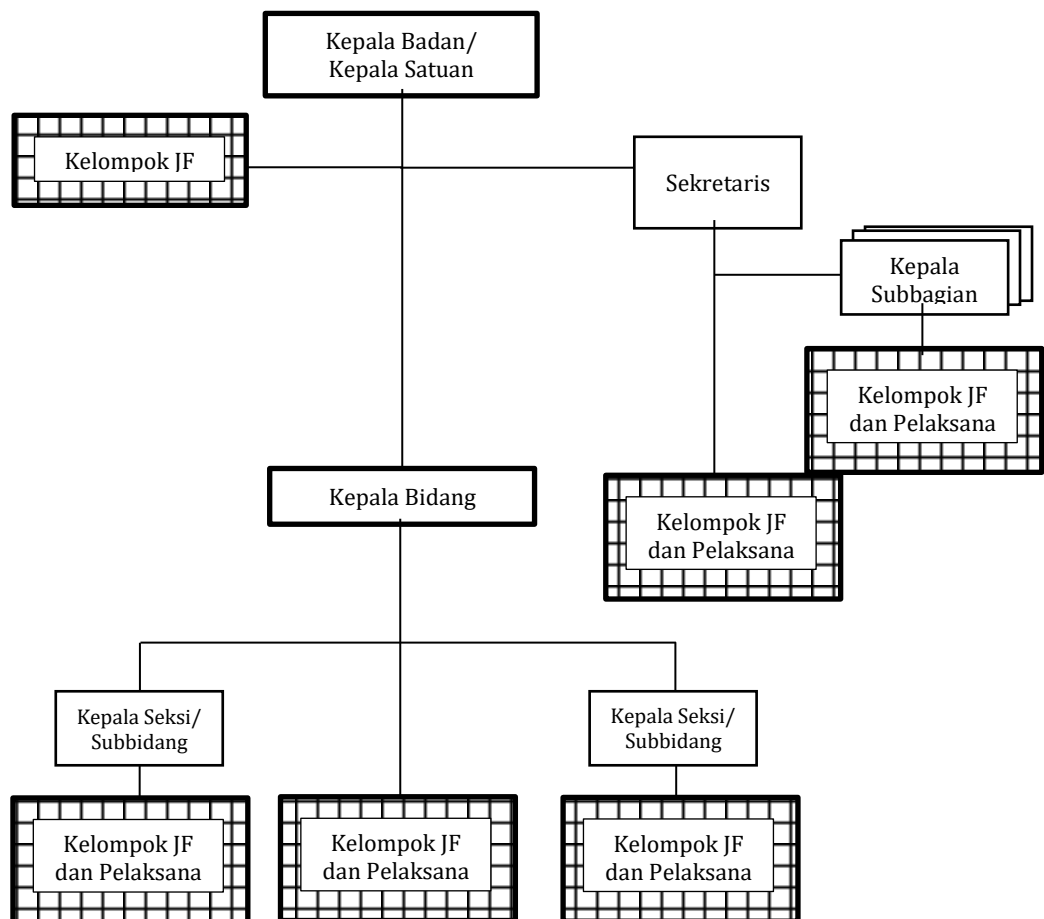 Kepala Badan/
Kepala Satuan
Kelompok JF
Sekretaris
Kepala
Subbagian
Kelompok JF
dan Pelaksana
Kepala Bidang
Kelompok JF
dan Pelaksana
Kepala Seksi/
Subbidang
Kepala Seksi/
Subbidang
Kelompok JF
dan Pelaksana
Kelompok JF
dan Pelaksana
Kelompok JF
dan Pelaksana